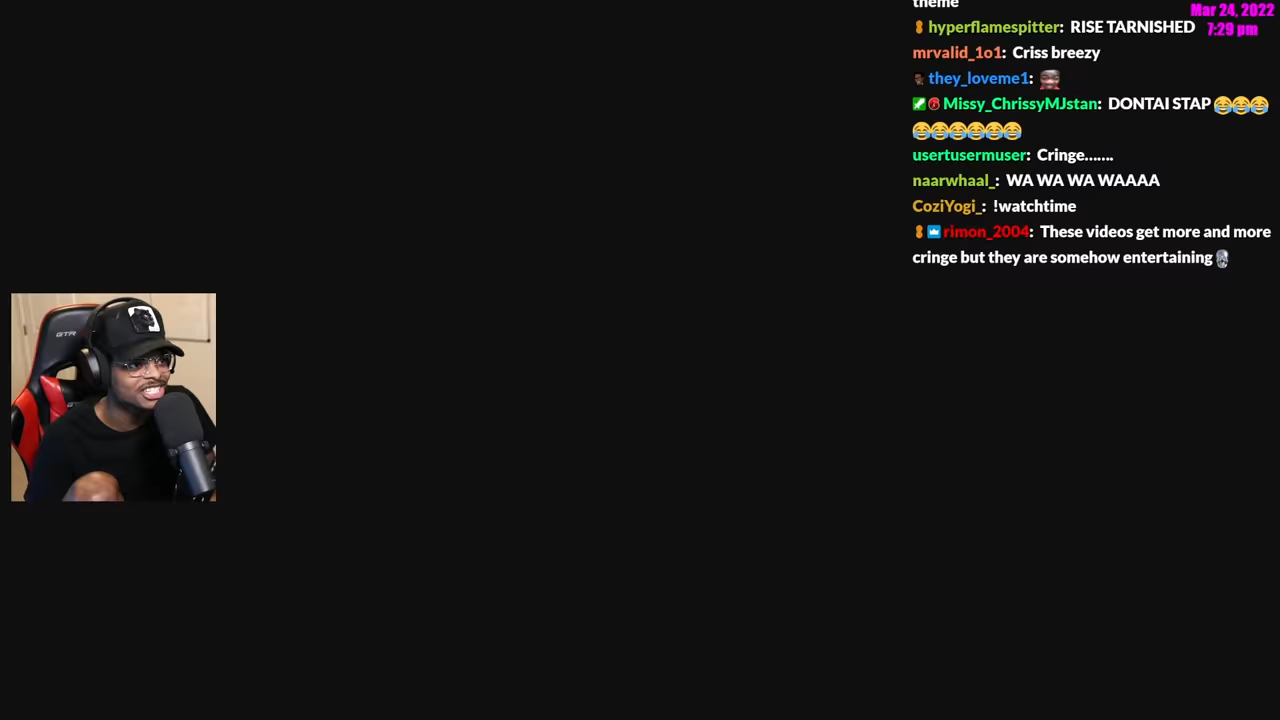 theme
Mar 24, 2022
7:29 pm
hyperflamespitter: RISE TARNISHED
mrvalid_1o1: Criss breezy
they_loveme1:
Missy_ChrissyMJstan: DONTAI STAP 😂😂😂
😂😂😂😂😂😂
usertusermuser: Cringe.......
naarwhaal_: WA WA WA WAAAA
CoziYogi_: !watchtime
rimon_2004: These videos get more and more
cringe but they are somehow entertaining 🗿
GTR